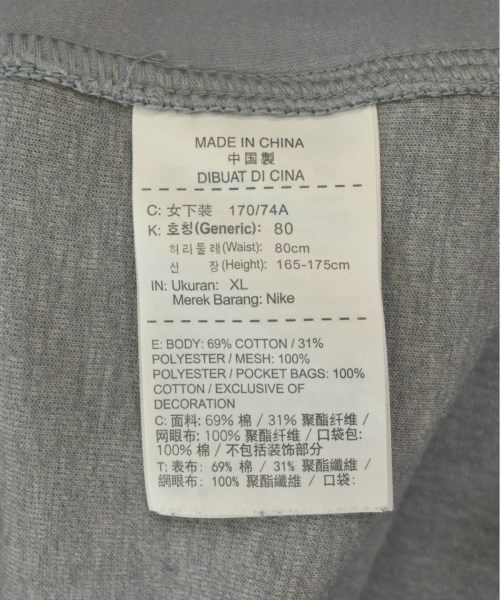 MADE IN CHINA
中国製
DIBUAT DI CINA
C: 女下装 170/74A
K: 호칭(Generic): 80
허리둘레(Waist): 80cm
신 장(Height): 165-175cm
IN: Ukuran: XL
Merek Barang: Nike
E: BODY: 69% COTTON / 31%
POLYESTER / MESH: 100%
POLYESTER / POCKET BAGS: 100%
COTTON / EXCLUSIVE OF
DECORATION
C: 面料: 69% 棉 / 31% 聚酯纤维 /
网眼布: 100% 聚酯纤维 / 口袋包:
100% 棉 / 不包括装饰部分
T: 表布: 69% 棉 / 31% 聚酯纖維 /
網眼布: 100% 聚酯纖維 / 口袋: